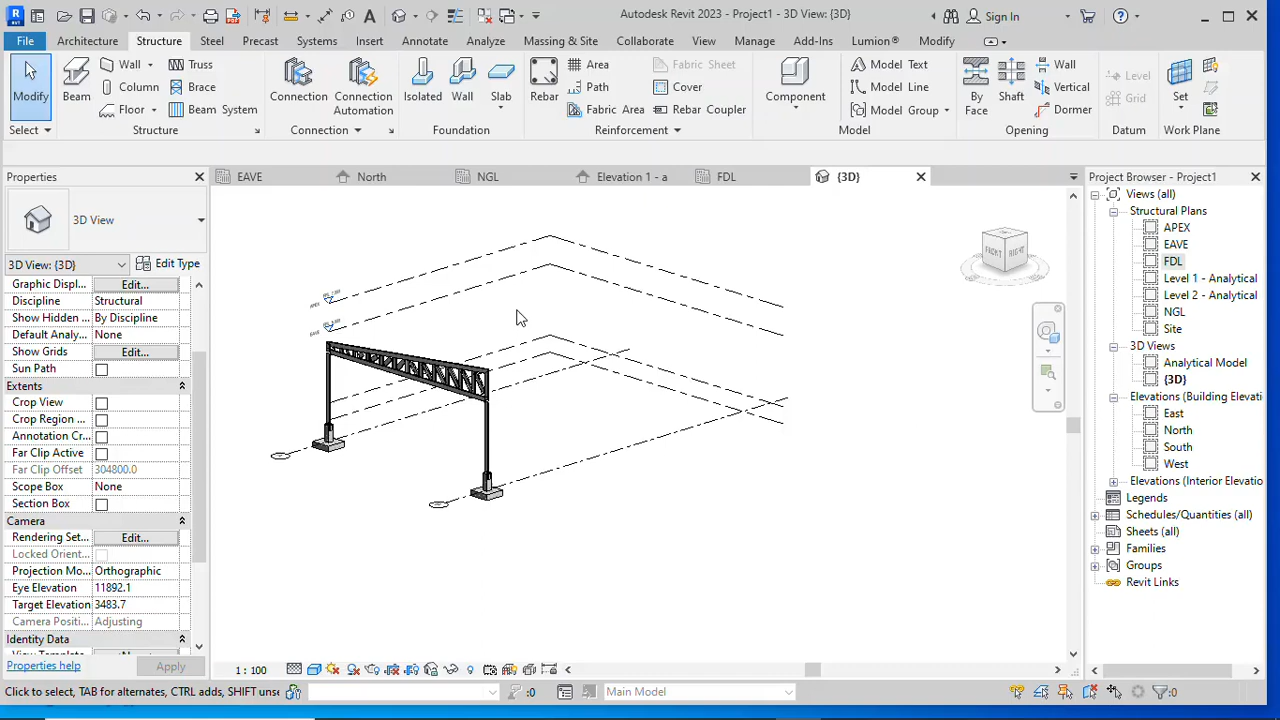 Autodesk Revit 2023 - Project1 - 3D View: {3D}
Sign In
File Architecture Structure Steel Precast Systems Insert Annotate Analyze Massing & Site Collaborate View Manage Add-Ins Lumion® Modify
Modify
Select
Beam
Wall
Column
Floor
Truss
Brace
Beam System
Structure
Connection
Connection Automation
Connection
Isolated
Wall
Slab
Foundation
Rebar
Area
Path
Fabric Area
Fabric Sheet
Cover
Rebar Coupler
Reinforcement
Component
Model Text
Model Line
Model Group
Model
By Face
Shaft
Wall
Vertical
Dormer
Opening
Level
Grid
Datum
Set
Work Plane
Properties
3D View
3D View: {3D}
Edit Type
Graphic Displ... Edit...
Discipline Structural
Show Hidden ... By Discipline
Default Analy... None
Show Grids Edit...
Sun Path
Extents
Crop View
Crop Region ...
Annotation Cr...
Far Clip Active
Far Clip Offset 304800.0
Scope Box None
Section Box
Camera
Rendering Set... Edit...
Locked Orient...
Projection Mo... Orthographic
Eye Elevation 11892.1
Target Elevation 3483.7
Camera Positi... Adjusting
Identity Data
Properties help
Apply
EAVE
North
NGL
Elevation 1 - a
FDL
{3D}
APEX
EAVE
FRONT
RIGHT
1 : 100
Project Browser - Project1
Views (all)
Structural Plans
APEX
EAVE
FDL
Level 1 - Analytical
Level 2 - Analytical
NGL
Site
3D Views
Analytical Model
{3D}
Elevations (Building Elevati
East
North
South
West
Elevations (Interior Elevatio
Legends
Schedules/Quantities (all)
Sheets (all)
Families
Groups
Revit Links
Click to select, TAB for alternates, CTRL adds, SHIFT unse
:0
Main Model
:0